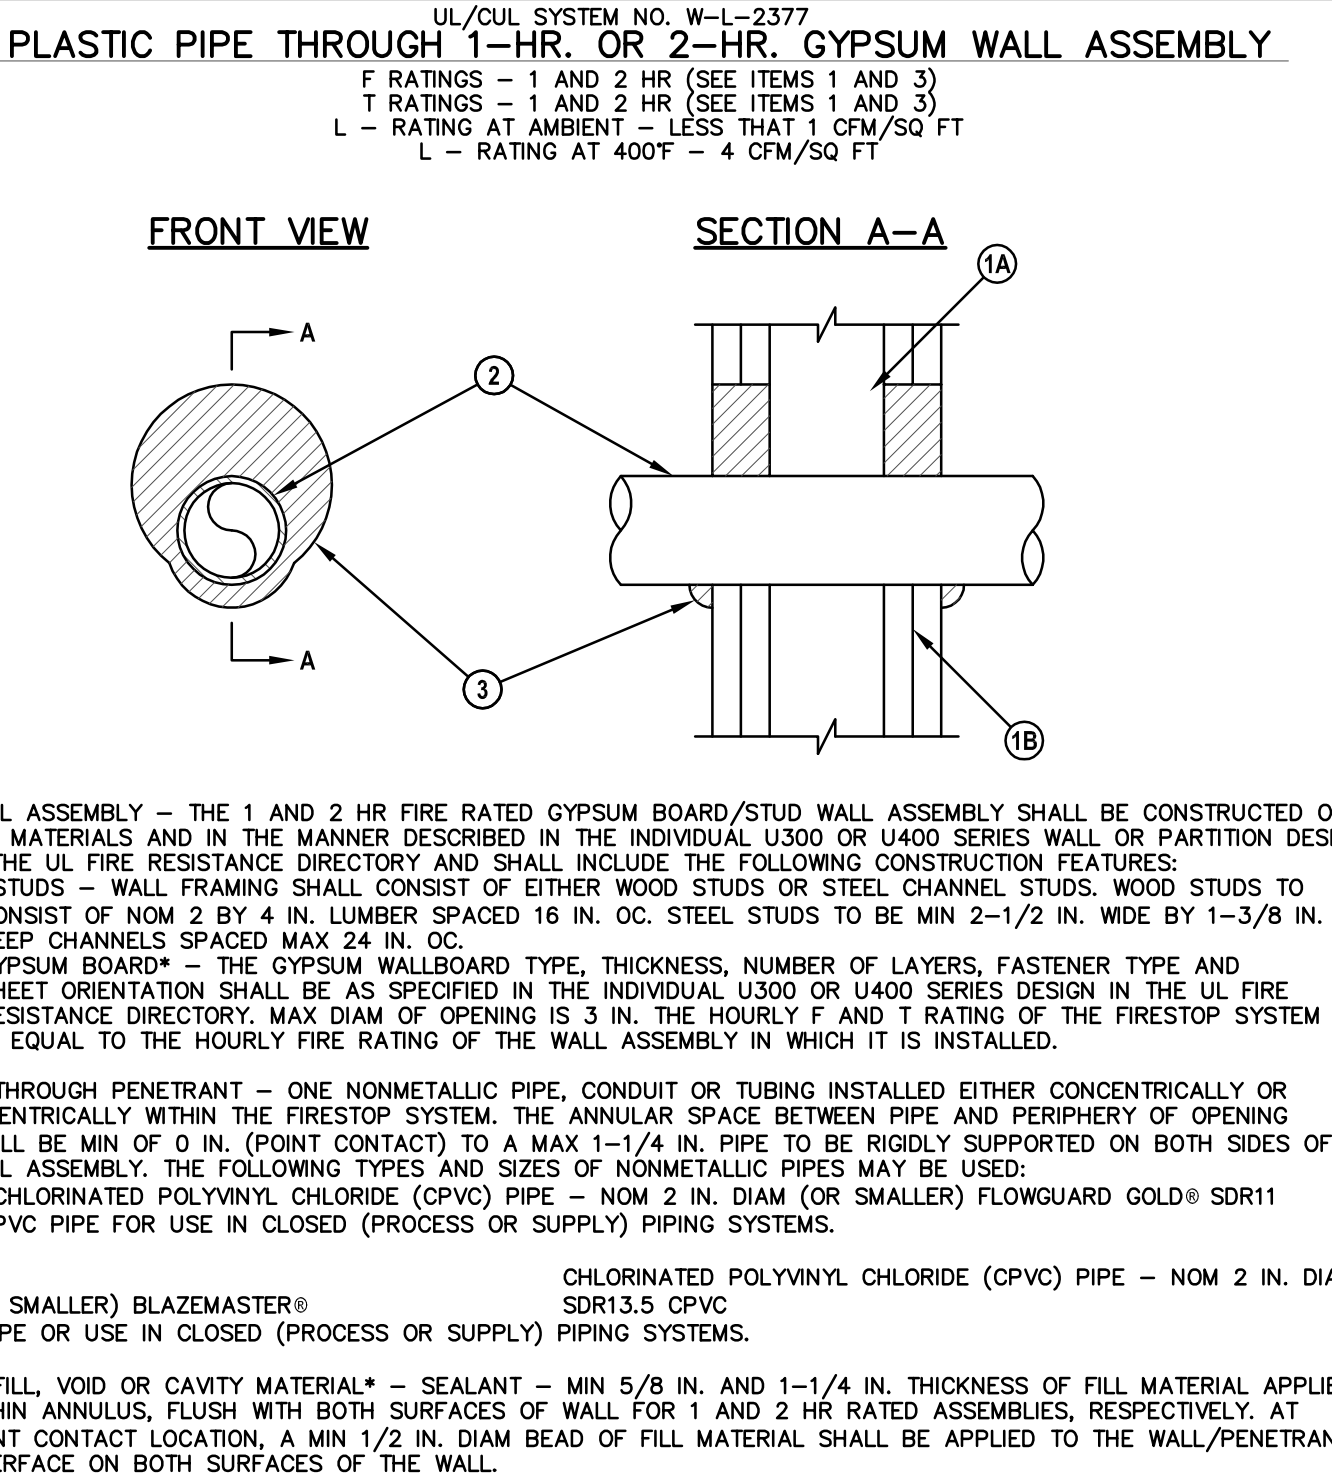 UL/CUL SYSTEM NO. W-L-2377
PLASTIC PIPE THROUGH 1-HR. OR 2-HR. GYPSUM WALL ASSEMBLY
F RATINGS - 1 AND 2 HR (SEE ITEMS 1 AND 3)
T RATINGS - 1 AND 2 HR (SEE ITEMS 1 AND 3)
L - RATING AT AMBIENT - LESS THAT 1 CFM/SQ FT
L - RATING AT 400°F - 4 CFM/SQ FT
FRONT VIEW
SECTION A-A
1A
A
2
A
3
1B
L ASSEMBLY - THE 1 AND 2 HR FIRE RATED GYPSUM BOARD/STUD WALL ASSEMBLY SHALL BE CONSTRUCTED O
MATERIALS AND IN THE MANNER DESCRIBED IN THE INDIVIDUAL U300 OR U400 SERIES WALL OR PARTITION DESI
THE UL FIRE RESISTANCE DIRECTORY AND SHALL INCLUDE THE FOLLOWING CONSTRUCTION FEATURES:
STUDS - WALL FRAMING SHALL CONSIST OF EITHER WOOD STUDS OR STEEL CHANNEL STUDS. WOOD STUDS TO
ONSIST OF NOM 2 BY 4 IN. LUMBER SPACED 16 IN. OC. STEEL STUDS TO BE MIN 2-1/2 IN. WIDE BY 1-3/8 IN.
EEP CHANNELS SPACED MAX 24 IN. OC.
YPSUM BOARD* - THE GYPSUM WALLBOARD TYPE, THICKNESS, NUMBER OF LAYERS, FASTENER TYPE AND
HEET ORIENTATION SHALL BE AS SPECIFIED IN THE INDIVIDUAL U300 OR U400 SERIES DESIGN IN THE UL FIRE
ESISTANCE DIRECTORY. MAX DIAM OF OPENING IS 3 IN. THE HOURLY F AND T RATING OF THE FIRESTOP SYSTEM
EQUAL TO THE HOURLY FIRE RATING OF THE WALL ASSEMBLY IN WHICH IT IS INSTALLED.
THROUGH PENETRANT - ONE NONMETALLIC PIPE, CONDUIT OR TUBING INSTALLED EITHER CONCENTRICALLY OR
ENTRICALLY WITHIN THE FIRESTOP SYSTEM. THE ANNULAR SPACE BETWEEN PIPE AND PERIPHERY OF OPENING
LL BE MIN OF 0 IN. (POINT CONTACT) TO A MAX 1-1/4 IN. PIPE TO BE RIGIDLY SUPPORTED ON BOTH SIDES OF
L ASSEMBLY. THE FOLLOWING TYPES AND SIZES OF NONMETALLIC PIPES MAY BE USED:
CHLORINATED POLYVINYL CHLORIDE (CPVC) PIPE - NOM 2 IN. DIAM (OR SMALLER) FLOWGUARD GOLD® SDR11
PVC PIPE FOR USE IN CLOSED (PROCESS OR SUPPLY) PIPING SYSTEMS.
CHLORINATED POLYVINYL CHLORIDE (CPVC) PIPE - NOM 2 IN. DIA
SMALLER) BLAZEMASTER® SDR13.5 CPVC
PE OR USE IN CLOSED (PROCESS OR SUPPLY) PIPING SYSTEMS.
FILL, VOID OR CAVITY MATERIAL* - SEALANT - MIN 5/8 IN. AND 1-1/4 IN. THICKNESS OF FILL MATERIAL APPLIE
HIN ANNULUS, FLUSH WITH BOTH SURFACES OF WALL FOR 1 AND 2 HR RATED ASSEMBLIES, RESPECTIVELY. AT
NT CONTACT LOCATION, A MIN 1/2 IN. DIAM BEAD OF FILL MATERIAL SHALL BE APPLIED TO THE WALL/PENETRAN
ERFACE ON BOTH SURFACES OF THE WALL.